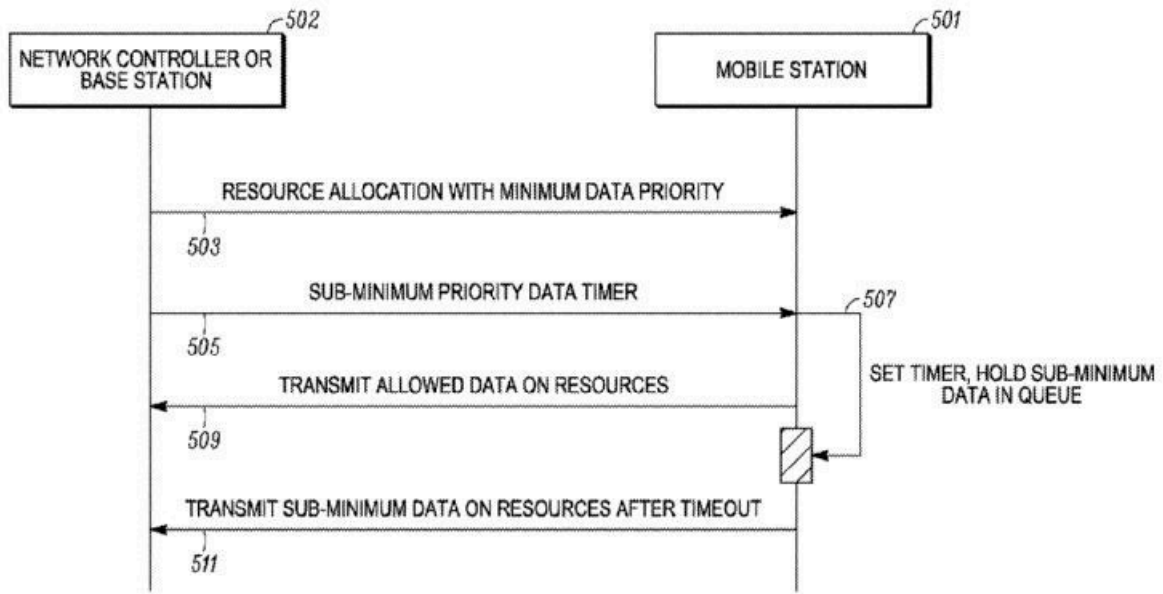 502
NETWORK CONTROLLER OR
BASE STATION
501
MOBILE STATION
RESOURCE ALLOCATION WITH MINIMUM DATA PRIORITY
503
SUB-MINIMUM PRIORITY DATA TIMER
505
507
SET TIMER, HOLD SUB-MINIMUM
DATA IN QUEUE
TRANSMIT ALLOWED DATA ON RESOURCES
509
TRANSMIT SUB-MINIMUM DATA ON RESOURCES AFTER TIMEOUT
511